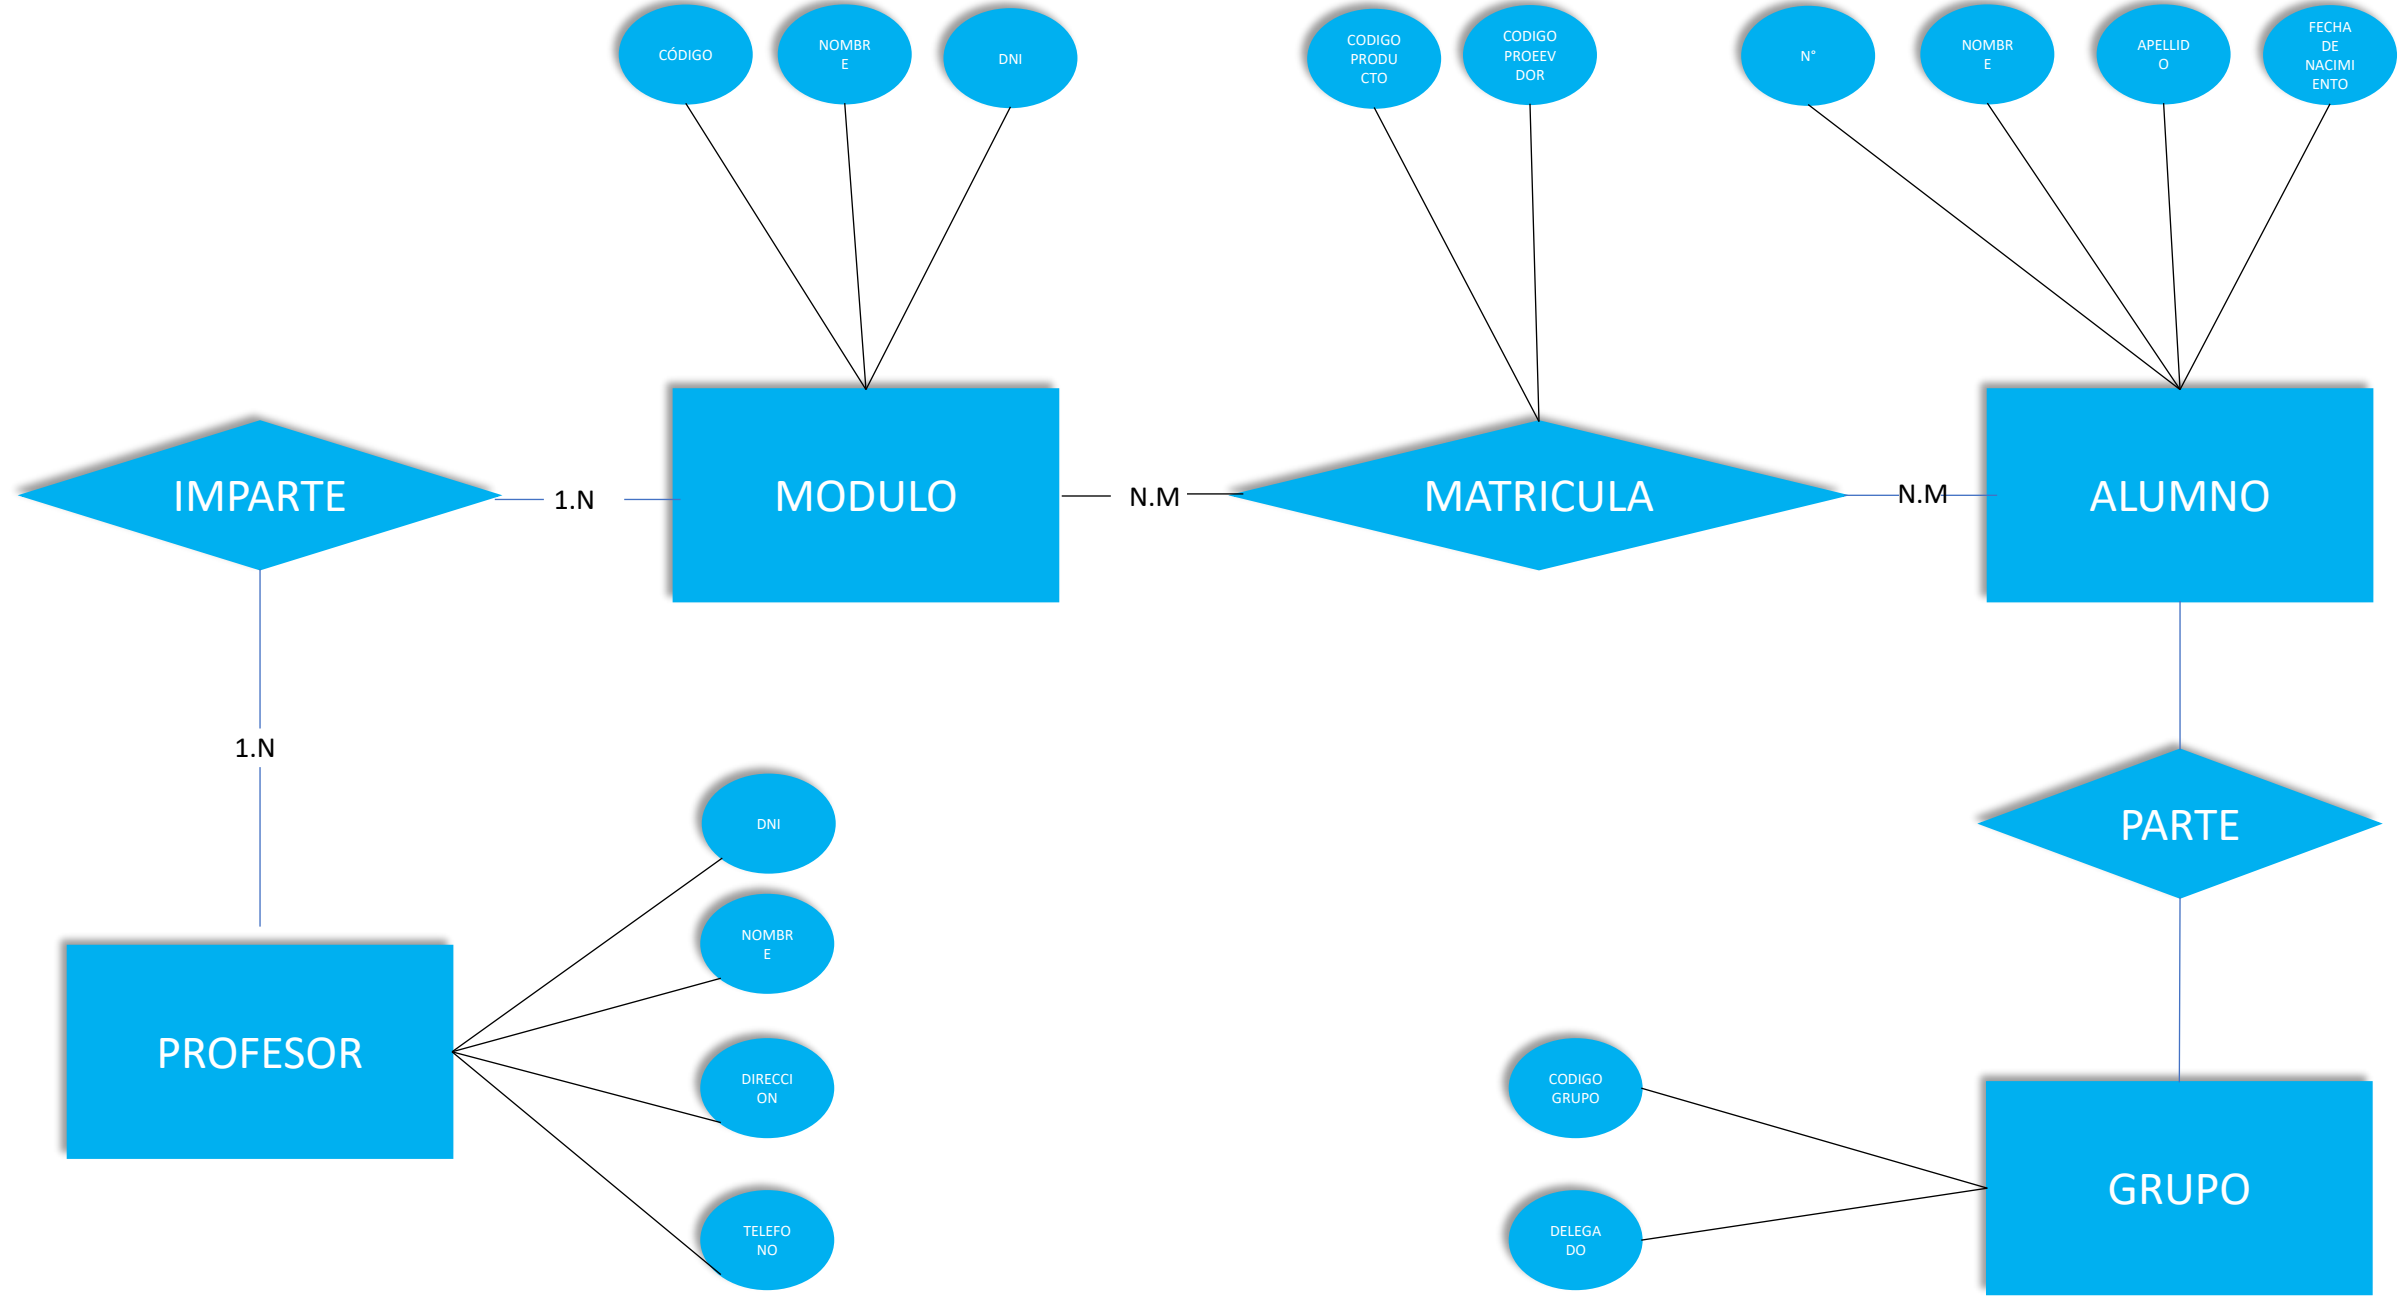 CÓDIGO
NOMBR
E
DNI
CODIGO
PRODU
CTO
CODIGO
PROEEV
DOR
N°
NOMBR
E
APELLID
O
FECHA
DE
NACIMI
ENTO
IMPARTE
1.N
MODULO
N.M
MATRICULA
N.M
ALUMNO
1.N
PARTE
DNI
NOMBR
E
PROFESOR
DIRECCI
ON
TELEFO
NO
CODIGO
GRUPO
DELEGA
DO
GRUPO